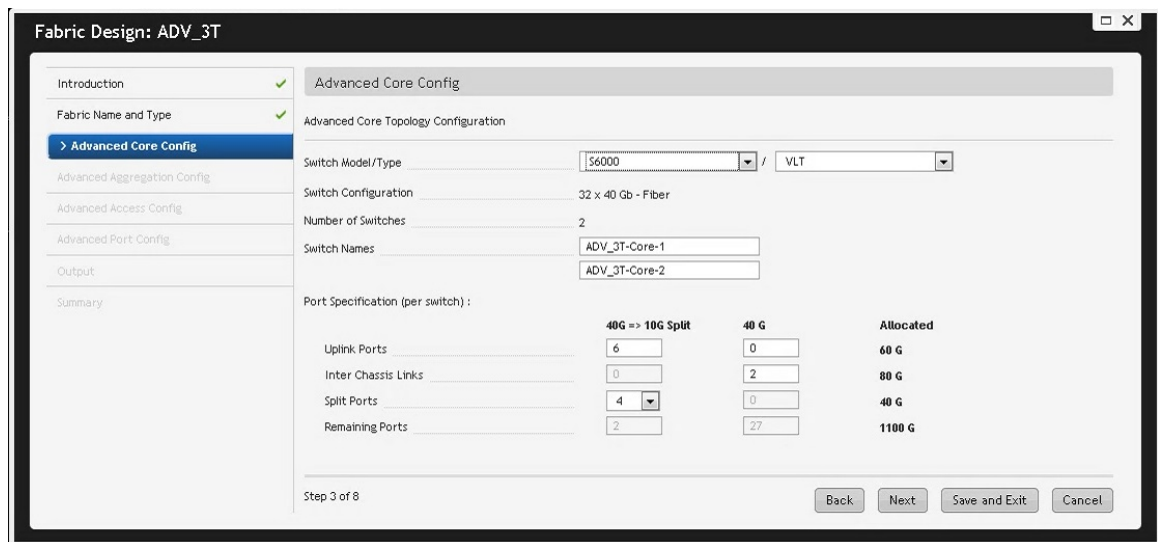 Fabric Design: ADV_3T
Introduction
Fabric Name and Type
> Advanced Core Config
Advanced Aggregation Config
Advanced Access Config
Advanced Port Config
Output
Summary
Advanced Core Config
Advanced Core Topology Configuration
Switch Model/Type S6000 / VLT
Switch Configuration 32 x 40 Gb - Fiber
Number of Switches 2
Switch Names ADV_3T-Core-1
ADV_3T-Core-2
Port Specification (per switch) :
40G => 10G Split 40 G Allocated
Uplink Ports 6 0 60 G
Inter Chassis Links 0 2 80 G
Split Ports 4 0 40 G
Remaining Ports 2 27 1100 G
Step 3 of 8
Back Next Save and Exit Cancel